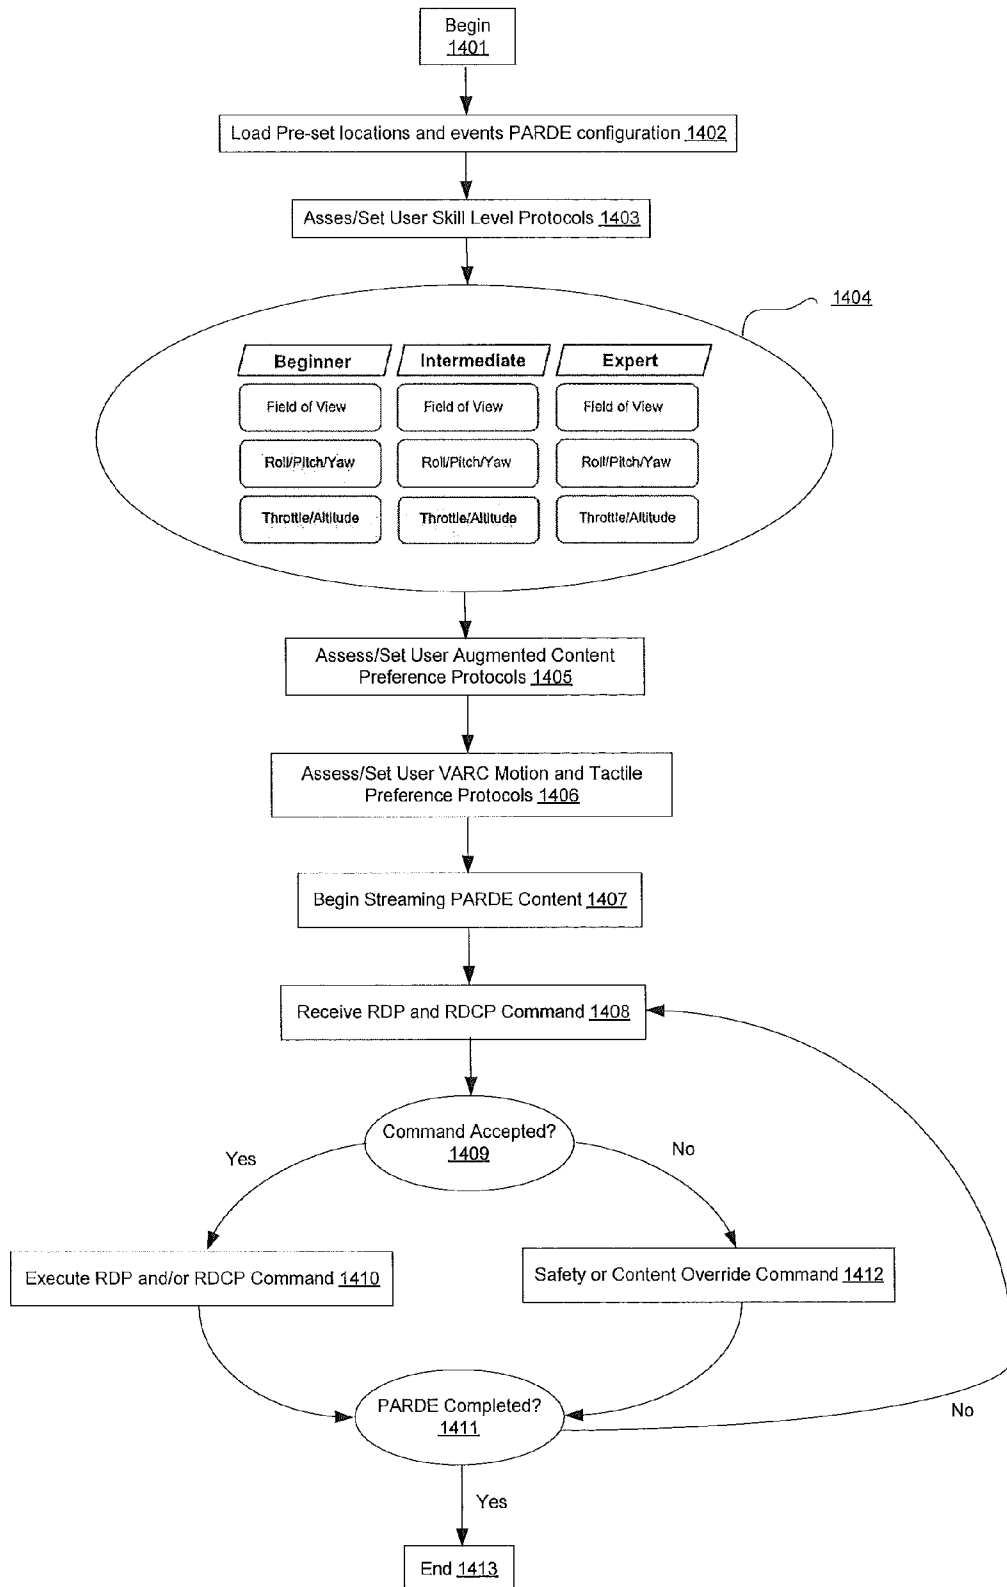 Begin
1401
Load Pre-set locations and events PARDE configuration 1402
Asses/Set User Skill Level Protocols 1403
1404
Beginner Intermediate Expert
Field of View Field of View Field of View
Roll/Pitch/Yaw Roll/Pitch/Yaw Roll/Pitch/Yaw
Throttle/Altitude Throttle/Altitude Throttle/Altitude
Assess/Set User Augmented Content
Preference Protocols 1405
Assess/Set User VARC Motion and Tactile
Preference Protocols 1406
Begin Streaming PARDE Content 1407
Receive RDP and RDCP Command 1408
Command Accepted?
1409
Yes
No
Execute RDP and/or RDCP Command 1410
Safety or Content Override Command 1412
PARDE Completed?
1411
No
Yes
End 1413